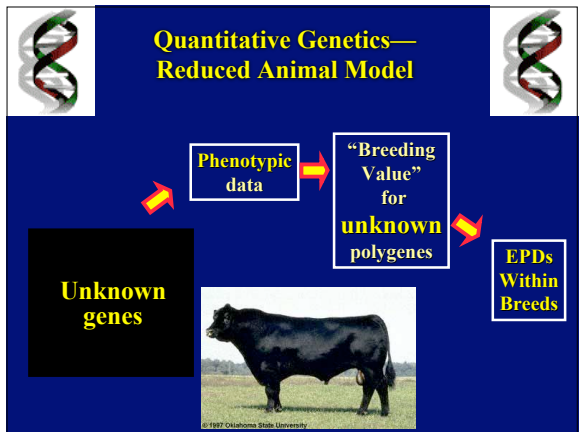 Quantitative Genetics—
Reduced Animal Model
Phenotypic
data
“Breeding
Value”
for
unknown
polygenes
EPDs
Within
Breeds
Unknown
genes
© 1997 Oklahoma State University